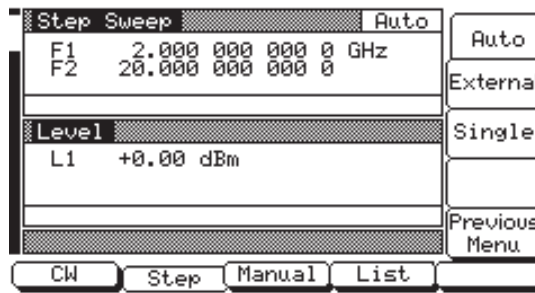 Step Sweep Auto
F1 2.000 000 000 0 GHz
F2 20.000 000 000 0
Level
L1 +0.00 dBm
Auto
Externa
Single
Previous
Menu
CW Step Manual List